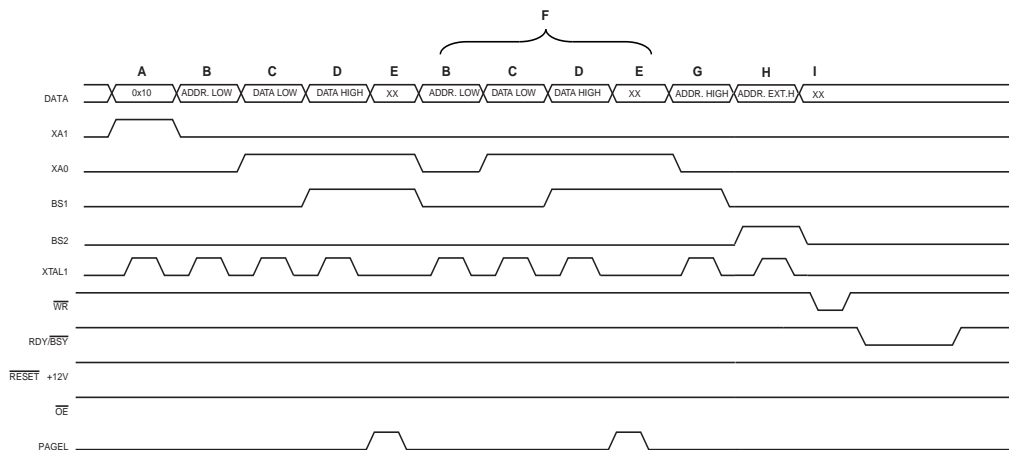 F
A B C D E B C D E G H I
DATA 0x10 ADDR. LOW DATA LOW DATA HIGH XX ADDR. LOW DATA LOW DATA HIGH XX ADDR. HIGH ADDR. EXT.H XX
XA1
XA0
BS1
BS2
XTAL1
WR
RDY/BSY
RESET +12V
OE
PAGEL